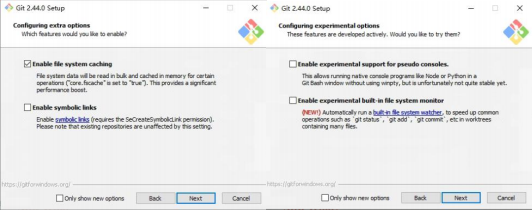 Git 2.44.0 Setup
Configuring extra options
Which features would you like to enable?
Enable file system caching
File system data will be read in bulk and cached in memory for certain
operations ("core.fscache" is set to "true"). This provides a significant
performance boost.
Enable symbolic links
Enable symbolic links (requires the SeCreateSymbolicLink permission).
Please note that existing repositories are unaffected by this setting.
https://gitforwindows.org/
Only show new options
Back
Next
Cancel
Git 2.44.0 Setup
Configuring experimental options
These features are developed actively. Would you like to try them?
Enable experimental support for pseudo consoles.
This allows running native console programs like Node or Python in a
Git Bash window without using winpty, but is unfortunately not quite stable yet.
Enable experimental built-in file system monitor
(NEW!) Automatically run a built-in file system watcher, to speed up common
operations such as `git status`, `git add`, `git commit`, etc in worktrees
containing many files.
https://gitforwindows.org/
Only show new options
Back
Next
Cancel